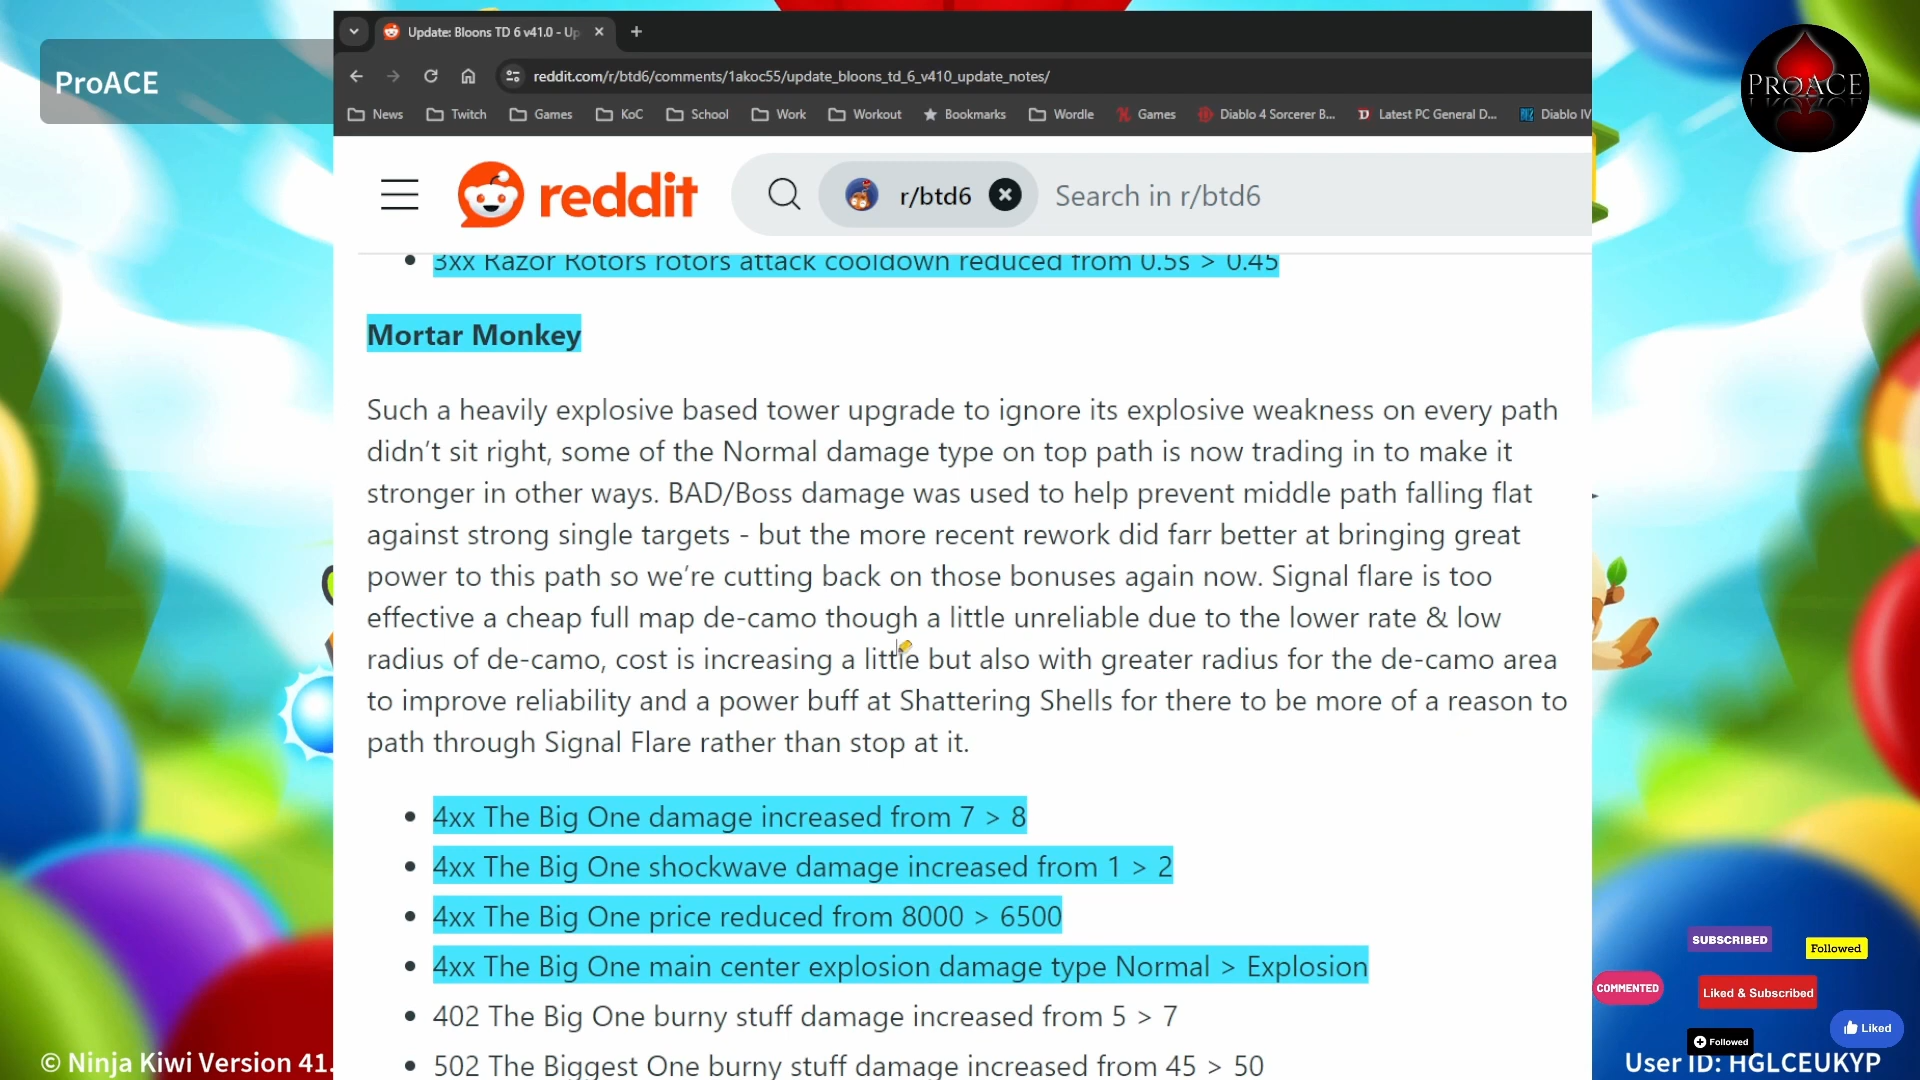 ProACE
Update: Bloons TD 6 v41.0 - Up
reddit.com/r/btd6/comments/1akoc55/update_bloons_td_6_v410_update_notes/
News Twitch Games KoC School Work Workout Bookmarks Wordle Games Diablo 4 Sorcerer B... Latest PC General D... Diablo IV
PROACE
reddit r/btd6 Search in r/btd6
3xx Razor Rotors rotors attack cooldown reduced from 0.5s > 0.45
Mortar Monkey
Such a heavily explosive based tower upgrade to ignore its explosive weakness on every path
didn’t sit right, some of the Normal damage type on top path is now trading in to make it
stronger in other ways. BAD/Boss damage was used to help prevent middle path falling flat
against strong single targets - but the more recent rework did farr better at bringing great
power to this path so we’re cutting back on those bonuses again now. Signal flare is too
effective a cheap full map de-camo though a little unreliable due to the lower rate & low
radius of de-camo, cost is increasing a little but also with greater radius for the de-camo area
to improve reliability and a power buff at Shattering Shells for there to be more of a reason to
path through Signal Flare rather than stop at it.
• 4xx The Big One damage increased from 7 > 8
• 4xx The Big One shockwave damage increased from 1 > 2
• 4xx The Big One price reduced from 8000 > 6500
• 4xx The Big One main center explosion damage type Normal > Explosion
• 402 The Big One burny stuff damage increased from 5 > 7
• 502 The Biggest One burny stuff damage increased from 45 > 50
SUBSCRIBED
Followed
COMMENTED
Liked & Subscribed
Liked
Followed
© Ninja Kiwi Version 41.
User ID: HGLCEUKYP